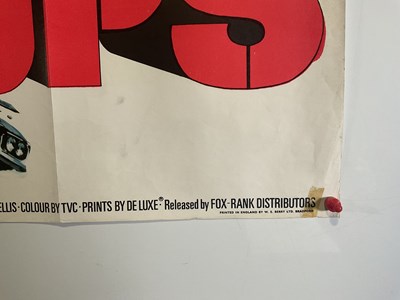 OPS
ELLIS·COLOUR BY TVC·PRINTS BY DE LUXE® Released by FOX-RANK DISTRIBUTORS
PRINTED IN ENGLAND BY W. E. BERRY LTD. BRADFORD